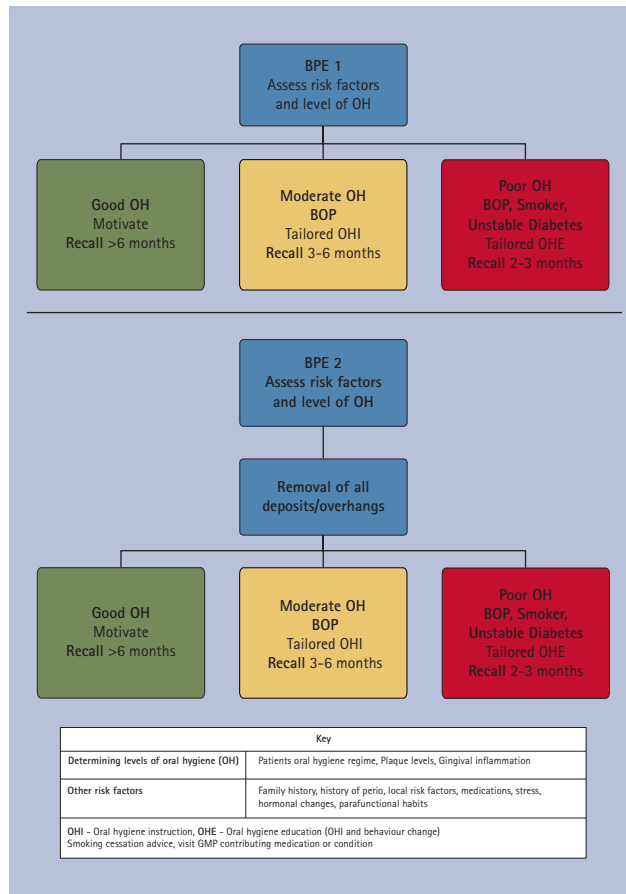 BPE 1
Assess risk factors
and level of OH
Good OH
Motivate
Recall >6 months
Moderate OH
BOP
Tailored OHI
Recall 3-6 months
Poor OH
BOP, Smoker,
Unstable Diabetes
Tailored OHE
Recall 2-3 months
BPE 2
Assess risk factors
and level of OH
Removal of all
deposits/overhangs
Good OH
Motivate
Recall >6 months
Moderate OH
BOP
Tailored OHI
Recall 3-6 months
Poor OH
BOP, Smoker,
Unstable Diabetes
Tailored OHE
Recall 2-3 months
Key
Determining levels of oral hygiene (OH)
Patients oral hygiene regime, Plaque levels, Gingival inflammation
Other risk factors
Family history, history of perio, local risk factors, medications, stress,
hormonal changes, parafunctional habits
OHI - Oral hygiene instruction, OHE - Oral hygiene education (OHI and behaviour change)
Smoking cessation advice, visit GMP contributing medication or condition